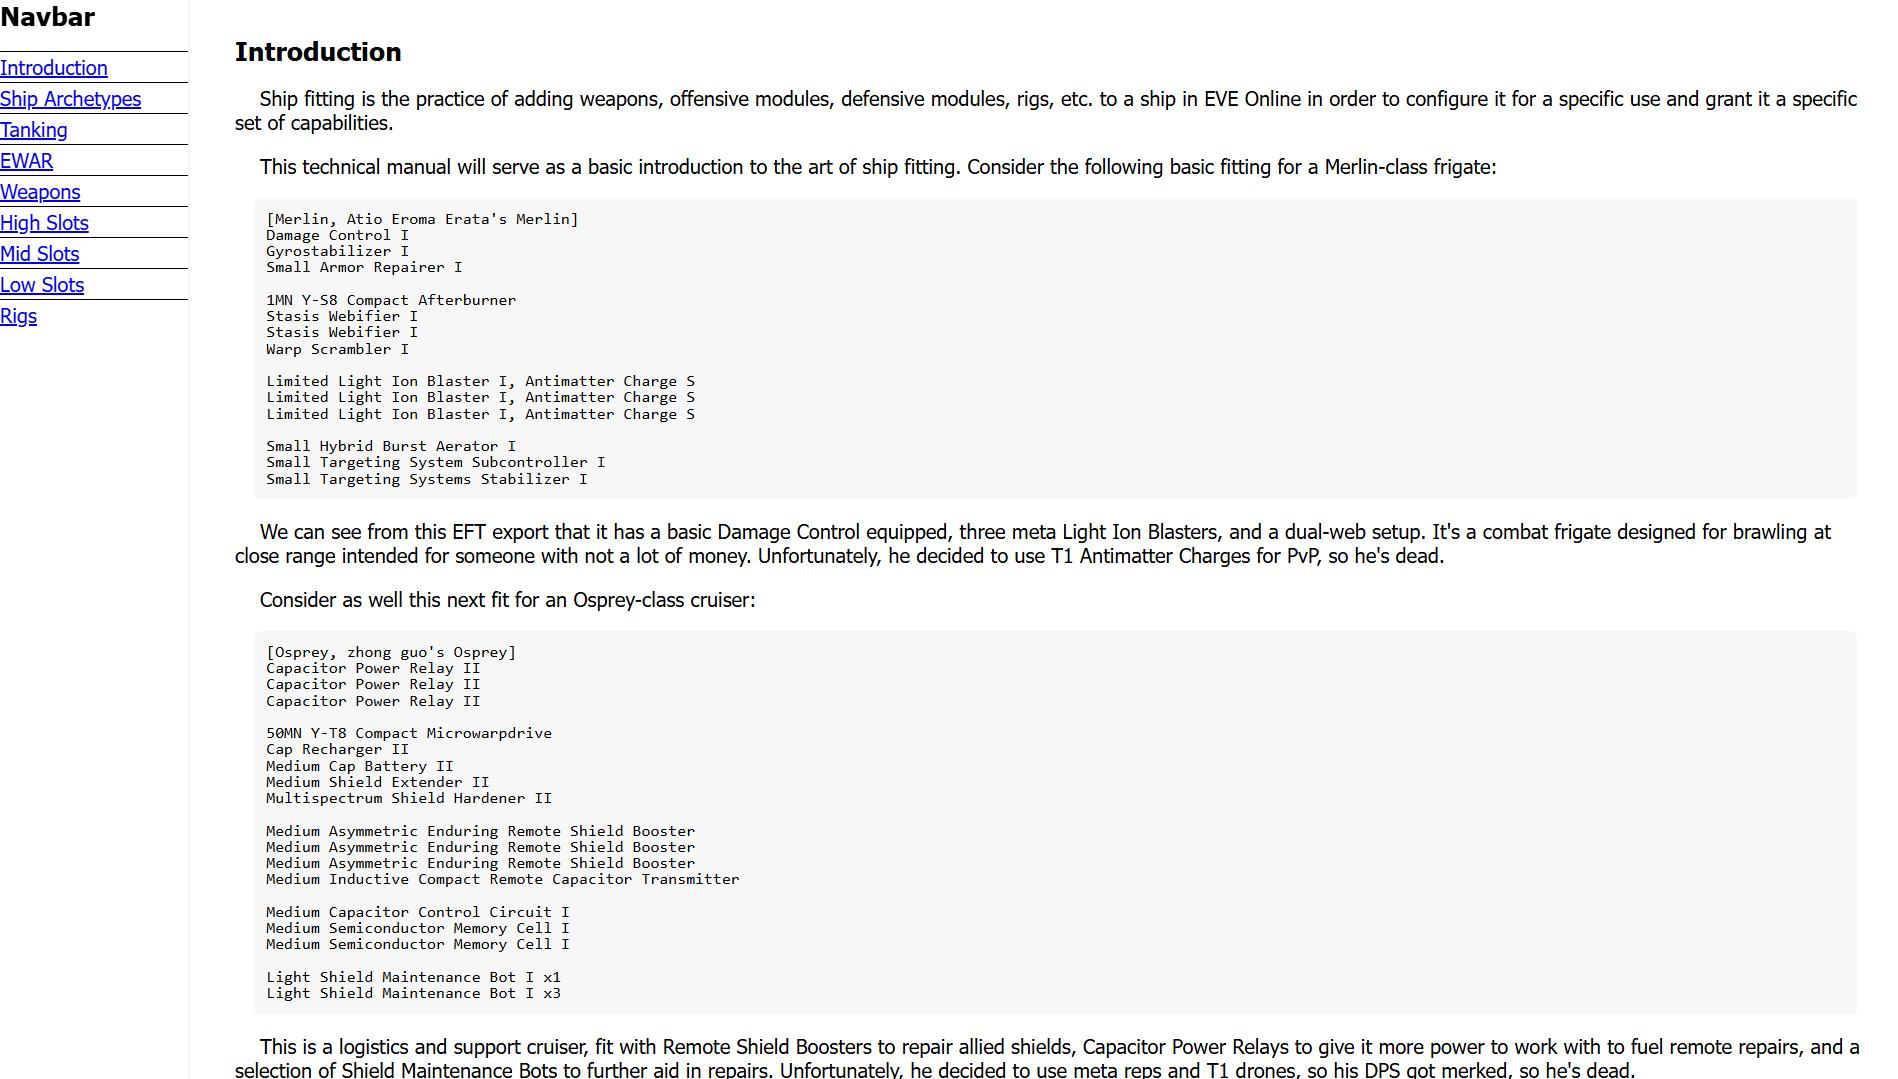 Navbar
Introduction
Ship Archetypes
Tanking
EWAR
Weapons
High Slots
Mid Slots
Low Slots
Rigs
Introduction
Ship fitting is the practice of adding weapons, offensive modules, defensive modules, rigs, etc. to a ship in EVE Online in order to configure it for a specific use and grant it a specific
set of capabilities.
This technical manual will serve as a basic introduction to the art of ship fitting. Consider the following basic fitting for a Merlin-class frigate:
[Merlin, Atio Eroma Erata's Merlin]
Damage Control I
Gyrostabilizer I
Small Armor Repairer I
1MN Y-S8 Compact Afterburner
Stasis Webifier I
Stasis Webifier I
Warp Scrambler I
Limited Light Ion Blaster I, Antimatter Charge S
Limited Light Ion Blaster I, Antimatter Charge S
Limited Light Ion Blaster I, Antimatter Charge S
Small Hybrid Burst Aerator I
Small Targeting System Subcontroller I
Small Targeting Systems Stabilizer I
We can see from this EFT export that it has a basic Damage Control equipped, three meta Light Ion Blasters, and a dual-web setup. It's a combat frigate designed for brawling at
close range intended for someone with not a lot of money. Unfortunately, he decided to use T1 Antimatter Charges for PvP, so he's dead.
Consider as well this next fit for an Osprey-class cruiser:
[Osprey, zhong guo's Osprey]
Capacitor Power Relay II
Capacitor Power Relay II
Capacitor Power Relay II
50MN Y-T8 Compact Microwarpdrive
Cap Recharger II
Medium Cap Battery II
Medium Shield Extender II
Multispectrum Shield Hardener II
Medium Asymmetric Enduring Remote Shield Booster
Medium Asymmetric Enduring Remote Shield Booster
Medium Asymmetric Enduring Remote Shield Booster
Medium Inductive Compact Remote Capacitor Transmitter
Medium Capacitor Control Circuit I
Medium Semiconductor Memory Cell I
Medium Semiconductor Memory Cell I
Light Shield Maintenance Bot I x1
Light Shield Maintenance Bot I x3
This is a logistics and support cruiser, fit with Remote Shield Boosters to repair allied shields, Capacitor Power Relays to give it more power to work with to fuel remote repairs, and a
selection of Shield Maintenance Bots to further aid in repairs. Unfortunately, he decided to use meta reps and T1 drones, so his DPS got merked, so he's dead.